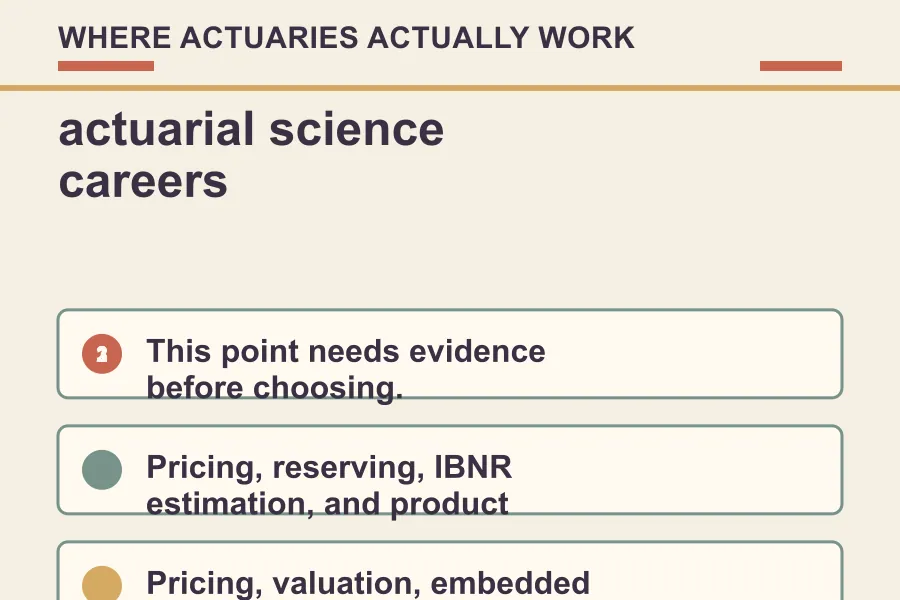 WHERE ACTUARIES ACTUALLY WORK
actuarial science
careers
This point needs evidence
before choosing.
Pricing, reserving, IBNR
estimation, and product
Pricing, valuation, embedded